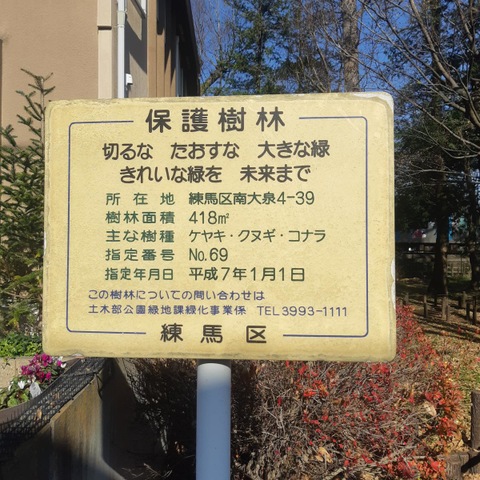 保護樹林
切るな たおすな 大きな緑
きれいな緑を 未来まで
所在地 練馬区南大泉4-39
樹林面積 418㎡
主な樹種 ケヤキ・クヌギ・コナラ
指定番号 No.69
指定年月日 平成7年1月1日
この樹林についての問い合わせは
土木部公園緑地課緑化事業係 TEL3993-1111
練馬区